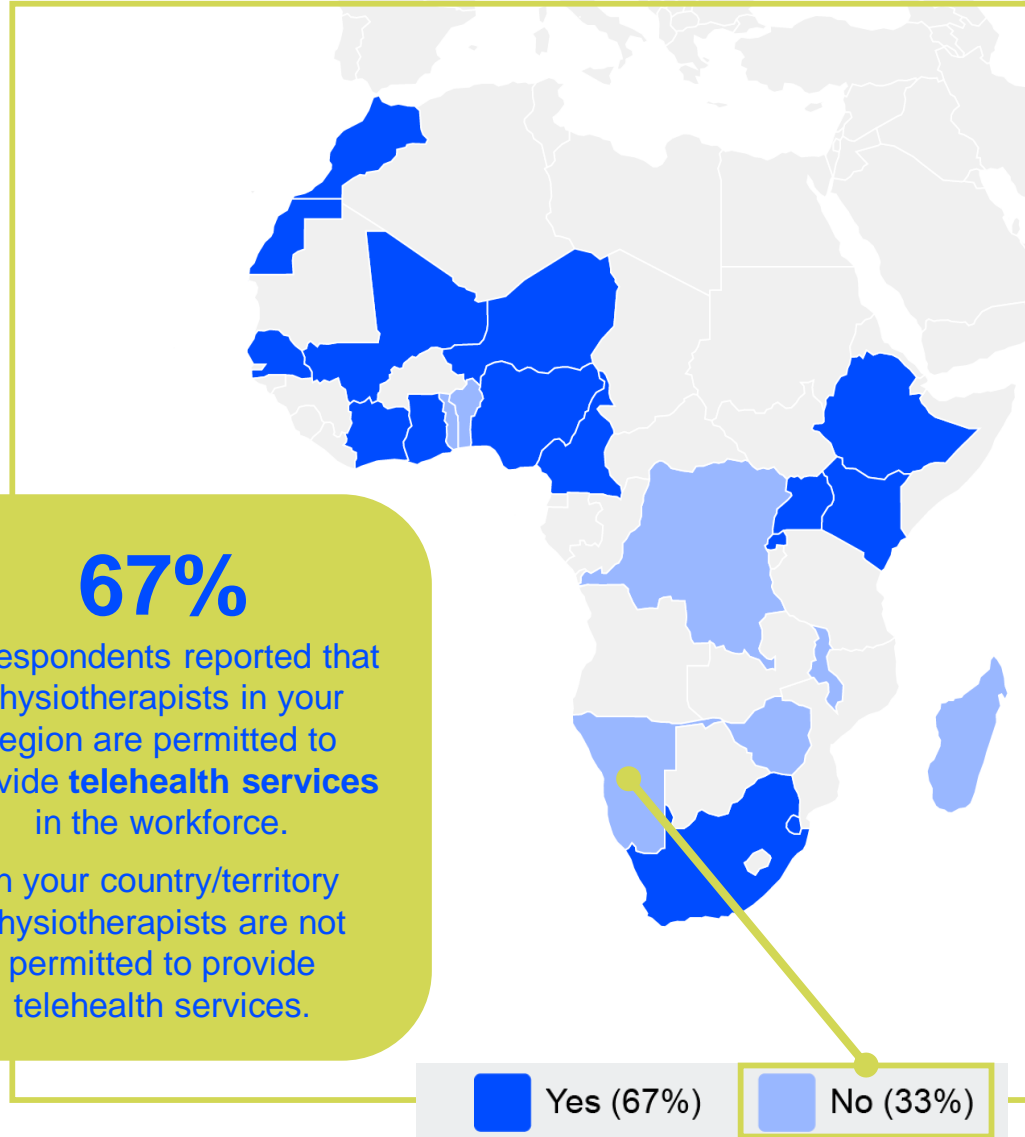 67%
espondents reported that
hysiotherapists in your
egion are permitted to
vide telehealth services
in the workforce.
n your country/territory
hysiotherapists are not
permitted to provide
telehealth services.
Yes (67%)
No (33%)